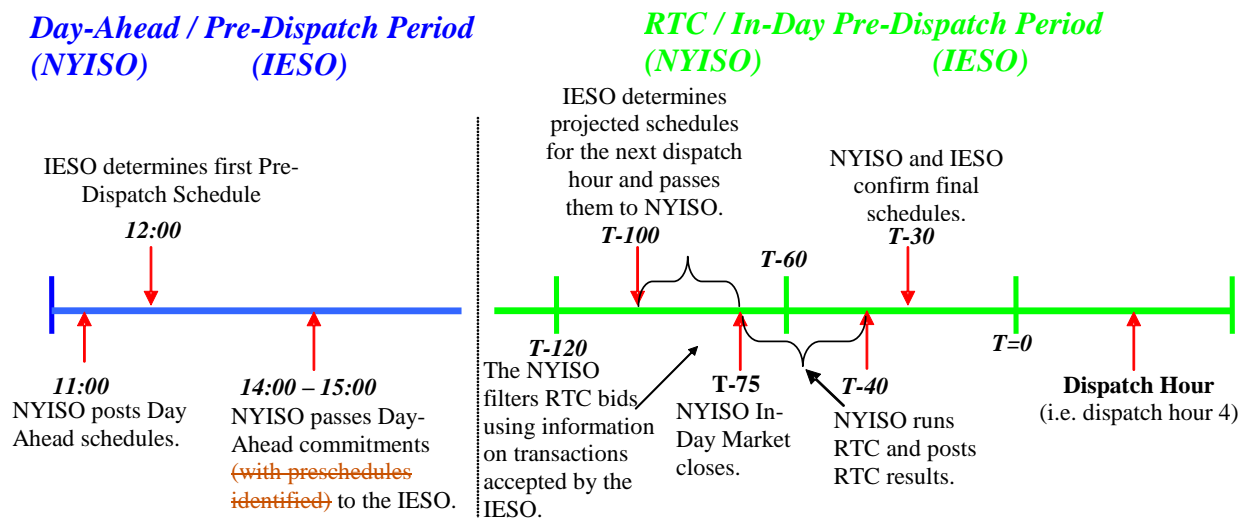 Day-Ahead / Pre-Dispatch Period
(NYISO) (IESO)
IESO determines first Pre-
Dispatch Schedule
12:00
11:00
NYISO posts Day
Ahead schedules.
14:00 – 15:00
NYISO passes Day-
Ahead commitments
(with preschedules
identified) to the IESO.
RTC / In-Day Pre-Dispatch Period
(NYISO) (IESO)
IESO determines
projected schedules
for the next dispatch
hour and passes
them to NYISO.
T-100
T-60
NYISO and IESO
confirm final
schedules.
T-30
T-120
The NYISO
filters RTC bids
using information
on transactions
accepted by the
IESO.
T-75
NYISO In-
Day Market
closes.
T-40
NYISO runs
RTC and posts
RTC results.
T=0
Dispatch Hour
(i.e. dispatch hour 4)